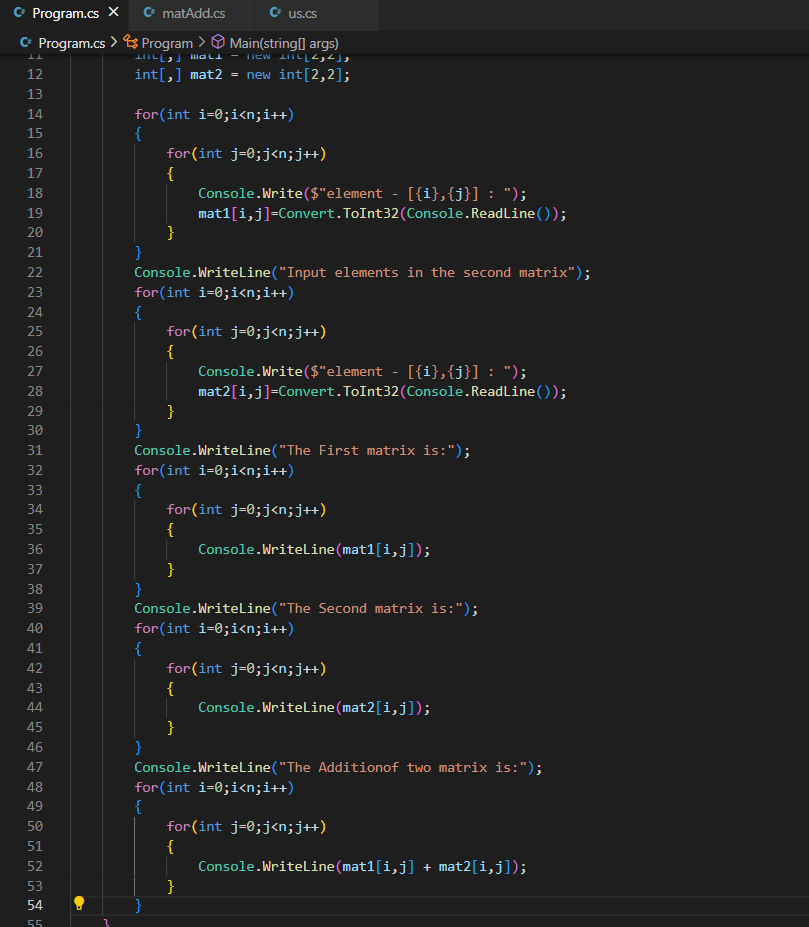 Program.cs × matAdd.cs us.cs
Program.cs > Program > Main(string[] args)
11 int[,] mat1 = new int[2,2];
12 int[,] mat2 = new int[2,2];
13
14 for(int i=0;i<n;i++)
15 {
16 for(int j=0;j<n;j++)
17 {
18 Console.Write($"element - [{i},{j}] : ");
19 mat1[i,j]=Convert.ToInt32(Console.ReadLine());
20 }
21 }
22 Console.WriteLine("Input elements in the second matrix");
23 for(int i=0;i<n;i++)
24 {
25 for(int j=0;j<n;j++)
26 {
27 Console.Write($"element - [{i},{j}] : ");
28 mat2[i,j]=Convert.ToInt32(Console.ReadLine());
29 }
30 }
31 Console.WriteLine("The First matrix is:");
32 for(int i=0;i<n;i++)
33 {
34 for(int j=0;j<n;j++)
35 {
36 Console.WriteLine(mat1[i,j]);
37 }
38 }
39 Console.WriteLine("The Second matrix is:");
40 for(int i=0;i<n;i++)
41 {
42 for(int j=0;j<n;j++)
43 {
44 Console.WriteLine(mat2[i,j]);
45 }
46 }
47 Console.WriteLine("The Additionof two matrix is:");
48 for(int i=0;i<n;i++)
49 {
50 for(int j=0;j<n;j++)
51 {
52 Console.WriteLine(mat1[i,j] + mat2[i,j]);
53 }
54 }
55 }